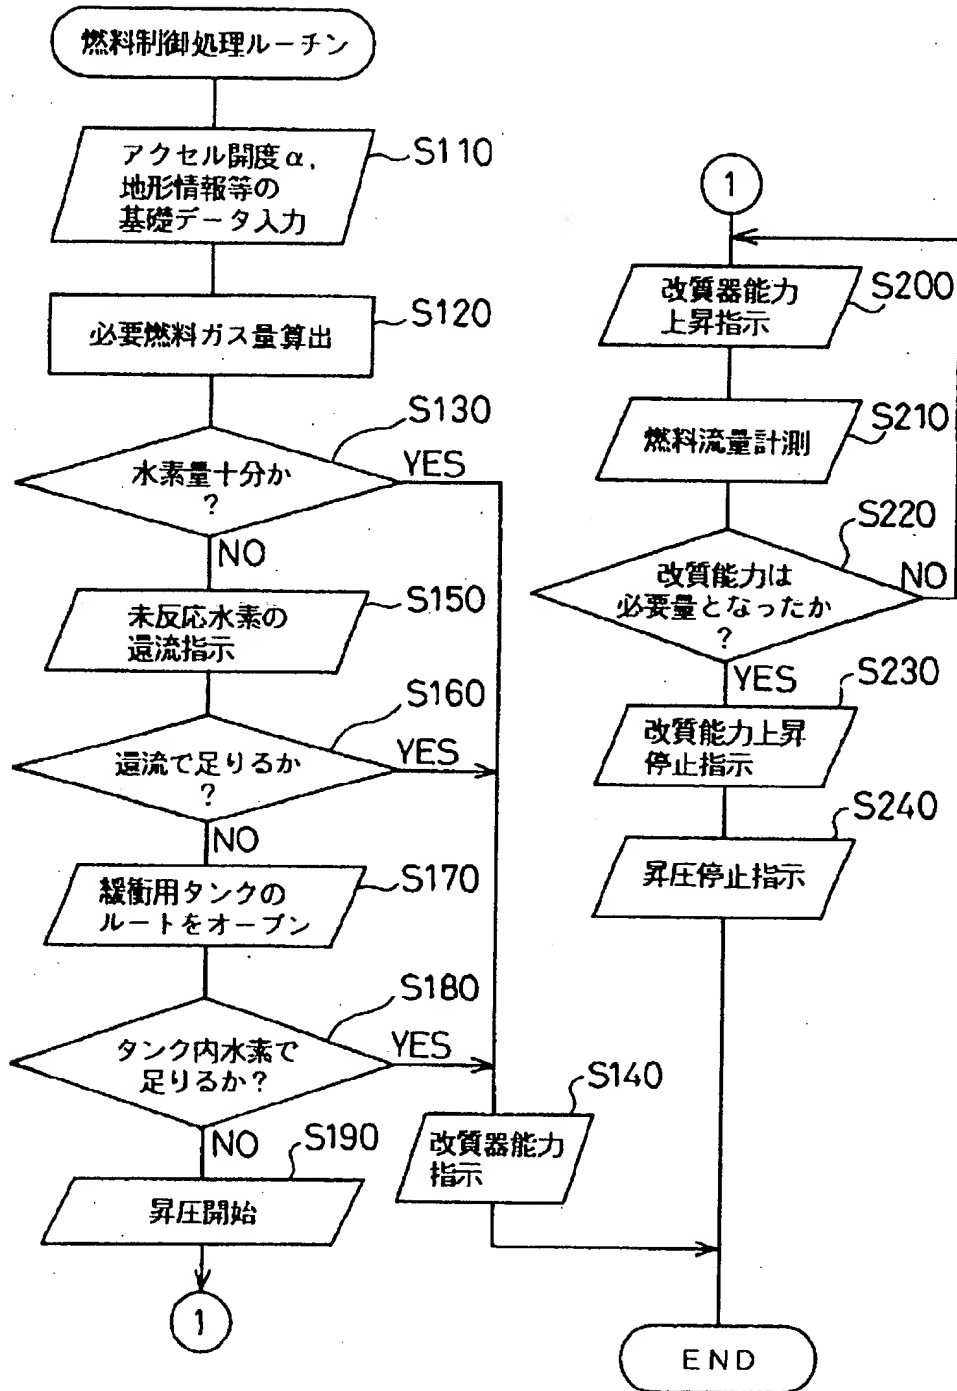 燃料制御処理ルーチン
アクセル開度α,
地形情報等の
基礎データ入力
S110
必要燃料ガス量算出
S120
S130
水素量十分か
?
YES
NO
未反応水素の
還流指示
S150
S160
還流で足りるか
?
YES
NO
緩衝用タンクの
ルートをオープン
S170
S180
タンク内水素で
足りるか?
YES
NO
S190
昇圧開始
1
S140
改質器能力
指示
1
改質器能力
上昇指示
S200
燃料流量計測
S210
S220
改質能力は
必要量となったか
?
NO
YES
S230
改質能力上昇
停止指示
S240
昇圧停止指示
END